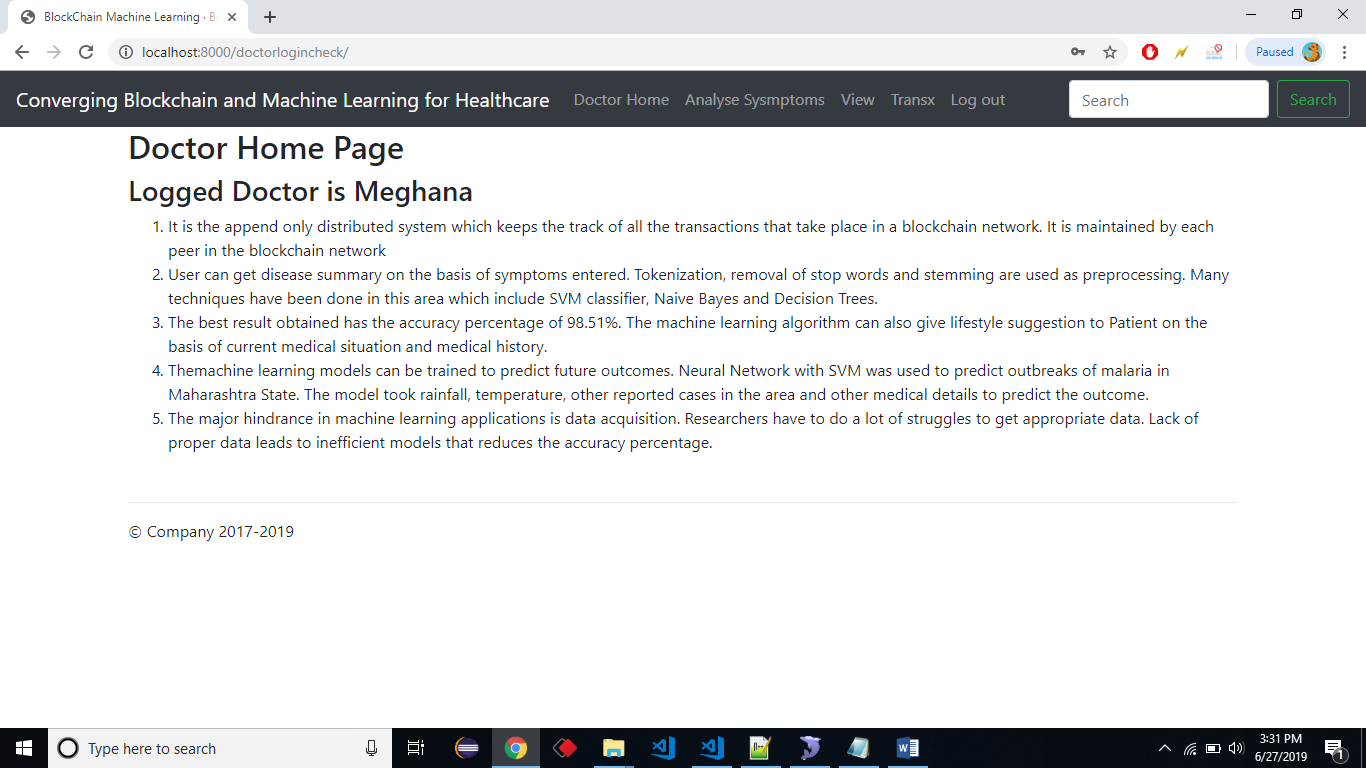 BlockChain Machine Learning · B
localhost:8000/doctorlogincheck/
Paused
Converging Blockchain and Machine Learning for Healthcare Doctor Home Analyse Sysmptoms View Transx Log out Search Search
Doctor Home Page
Logged Doctor is Meghana
1. It is the append only distributed system which keeps the track of all the transactions that take place in a blockchain network. It is maintained by each
peer in the blockchain network
2. User can get disease summary on the basis of symptoms entered. Tokenization, removal of stop words and stemming are used as preprocessing. Many
techniques have been done in this area which include SVM classifier, Naive Bayes and Decision Trees.
3. The best result obtained has the accuracy percentage of 98.51%. The machine learning algorithm can also give lifestyle suggestion to Patient on the
basis of current medical situation and medical history.
4. Themachine learning models can be trained to predict future outcomes. Neural Network with SVM was used to predict outbreaks of malaria in
Maharashtra State. The model took rainfall, temperature, other reported cases in the area and other medical details to predict the outcome.
5. The major hindrance in machine learning applications is data acquisition. Researchers have to do a lot of struggles to get appropriate data. Lack of
proper data leads to inefficient models that reduces the accuracy percentage.
© Company 2017-2019
Type here to search
3:31 PM
6/27/2019
1